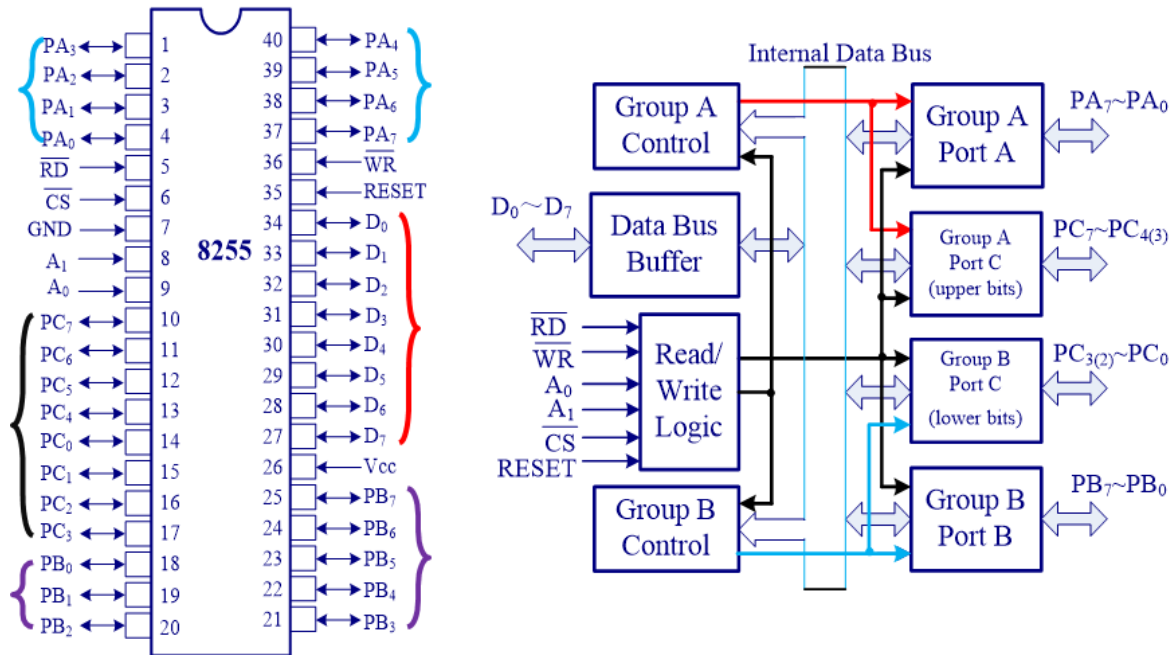 PA₃ 1 40 PA₄
PA₂ 2 39 PA₅
PA₁ 3 38 PA₆
PA₀ 4 37 PA₇
R̅D̅ 5 36 W̅R̅
C̅S̅ 6 35 RESET
GND 7 34 D₀
A₁ 8 8255 33 D₁
A₀ 9 32 D₂
PC₇ 10 31 D₃
PC₆ 11 30 D₄
PC₅ 12 29 D₅
PC₄ 13 28 D₆
PC₀ 14 27 D₇
PC₁ 15 26 Vcc
PC₂ 16 25 PB₇
PC₃ 17 24 PB₆
PB₀ 18 23 PB₅
PB₁ 19 22 PB₄
PB₂ 20 21 PB₃
Internal Data Bus
Group A
Control
Group A
Port A
PA₇~PA₀
D₀～D₇
Data Bus
Buffer
Group A
Port C
(upper bits)
PC₇~PC₄₍₃₎
R̅D̅
W̅R̅
A₀
A₁
C̅S̅
RESET
Read/
Write
Logic
Group B
Port C
(lower bits)
PC₃₍₂₎~PC₀
Group B
Control
Group B
Port B
PB₇~PB₀